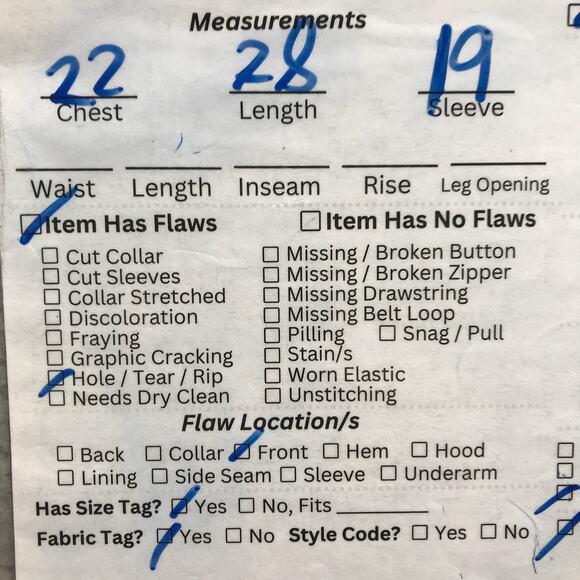 Measurements
22 28 19
Chest Length Sleeve
Waist Length Inseam Rise Leg Opening
Item Has Flaws Item Has No Flaws
Cut Collar Missing / Broken Button
Cut Sleeves Missing / Broken Zipper
Collar Stretched Missing Drawstring
Discoloration Missing Belt Loop
Fraying Pilling Snag / Pull
Graphic Cracking Stain/s
Hole / Tear / Rip Worn Elastic
Needs Dry Clean Unstitching
Flaw Location/s
Back Collar Front Hem Hood
Lining Side Seam Sleeve Underarm
Has Size Tag? Yes No, Fits
Fabric Tag? Yes No Style Code? Yes No